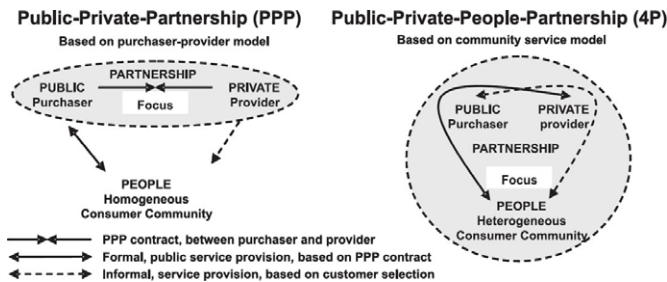 Public-Private-Partnership (PPP)
Based on purchaser-provider model
PARTNERSHIP
PUBLIC
Purchaser
PRIVATE
Provider
Focus
PEOPLE
Homogeneous
Consumer Community
Public-Private-People-Partnership (4P)
Based on community service model
PUBLIC
Purchaser
PRIVATE
provider
PARTNERSHIP
Focus
PEOPLE
Heterogeneous
Consumer Community
PPP contract, between purchaser and provider
Formal, public service provision, based on PPP contract
Informal, service provision, based on customer selection